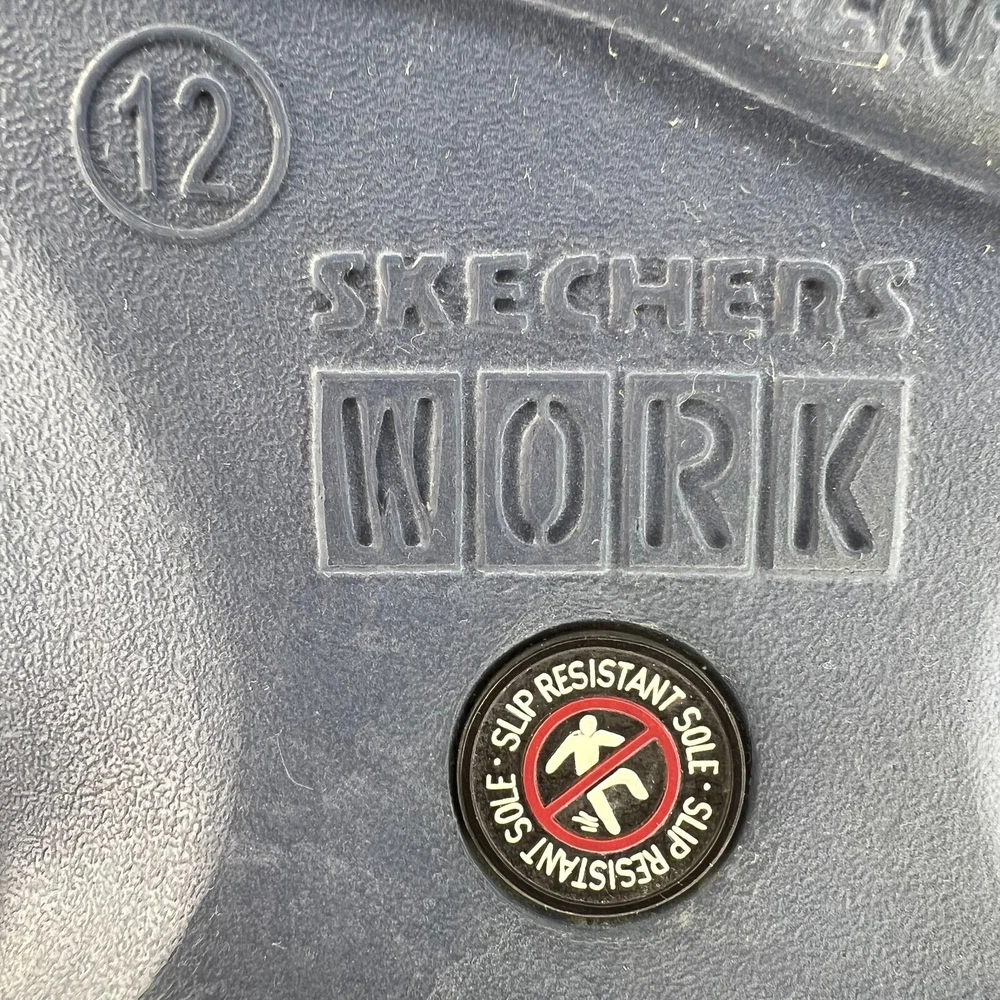 12
SKECHERS
WORK
SLIP RESISTANT SOLE · SLIP RESISTANT SOLE ·